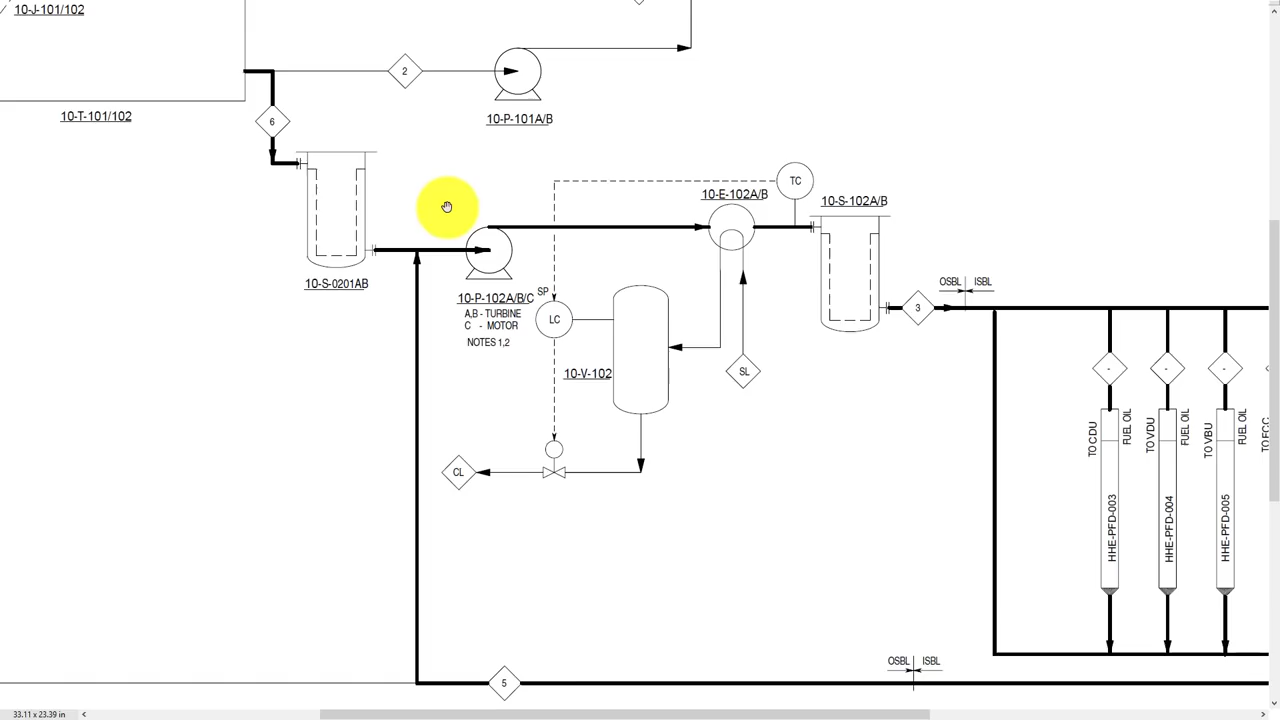 10-J-101/102
2
10-P-101A/B
10-T-101/102
6
TC
10-E-102A/B
10-S-102A/B
10-S-0201AB
OSBL
ISBL
10-P-102A/B/C
SP
A,B - TURBINE
C - MOTOR
NOTES 1,2
LC
3
10-V-102
SL
-
-
-
TO CDU
FUEL OIL
TO VDU
FUEL OIL
TO VBU
FUEL OIL
CL
HHE-PFD-003
HHE-PFD-004
HHE-PFD-005
OSBL
ISBL
5
33.11 x 23.39 in